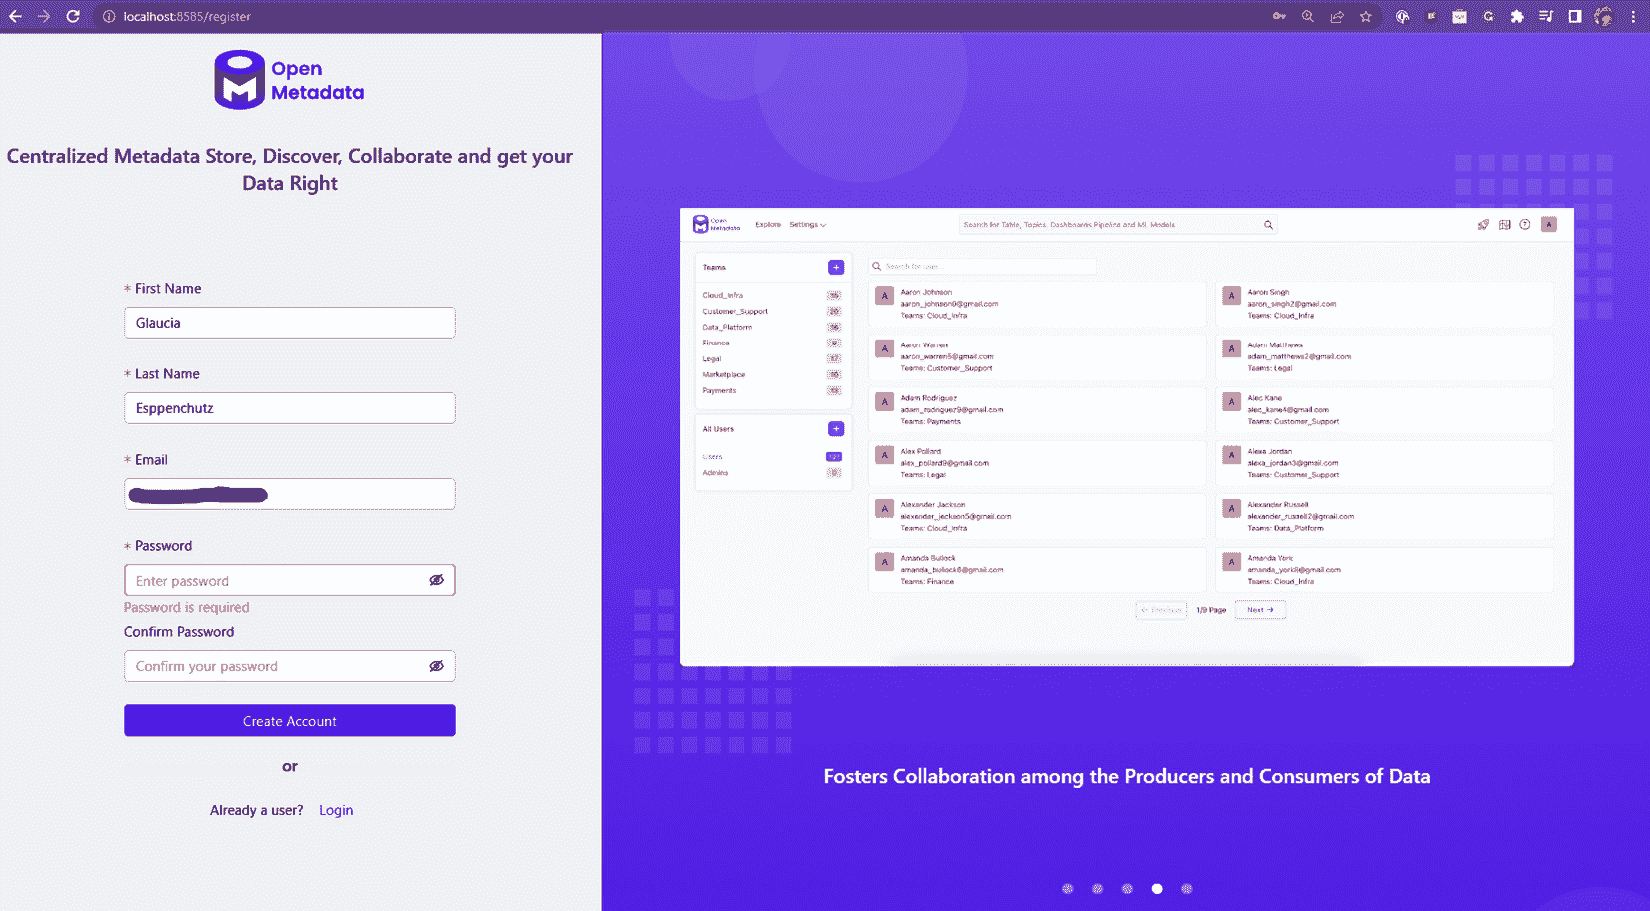 localhost:8585/register
Open
Metadata
Centralized Metadata Store, Discover, Collaborate and get your
Data Right
* First Name
Glaucia
* Last Name
Esppenchutz
* Email
* Password
Enter password
Password is required
Confirm Password
Confirm your password
Create Account
or
Already a user? Login
Open
Metadata
Explore Settings
Search for Table, Topics, Dashboards Pipeline and ML Models
A
Teams
+
Cloud_Infra
Customer_Support
Data_Platform
Finance
Legal
Marketplace
Payments
All Users
+
Users
Admins
Search for user...
A
Aaron Johnson
aaron_johnson0@gmail.com
Teams: Cloud_Infra
A
Aaron Singh
aaron_singh2@gmail.com
Teams: Cloud_Infra
A
Aaron Warren
aaron_warren5@gmail.com
Teams: Customer_Support
A
Adam Matthews
adam_matthews2@gmail.com
Teams: Legal
A
Adam Rodriguez
adam_rodriguez9@gmail.com
Teams: Payments
A
Alec Kane
alec_kane4@gmail.com
Teams: Customer_Support
A
Alex Pollard
alex_pollard9@gmail.com
Teams: Legal
A
Alexa Jordan
alexa_jordan3@gmail.com
Teams: Customer_Support
A
Alexander Jackson
alexander_jackson5@gmail.com
Teams: Cloud_Infra
A
Alexander Russell
alexander_russell2@gmail.com
Teams: Data_Platform
A
Amanda Bullock
amanda_bullock6@gmail.com
Teams: Finance
A
Amanda York
amanda_york8@gmail.com
Teams: Cloud_Infra
Previous 1/9 Page Next
Fosters Collaboration among the Producers and Consumers of Data